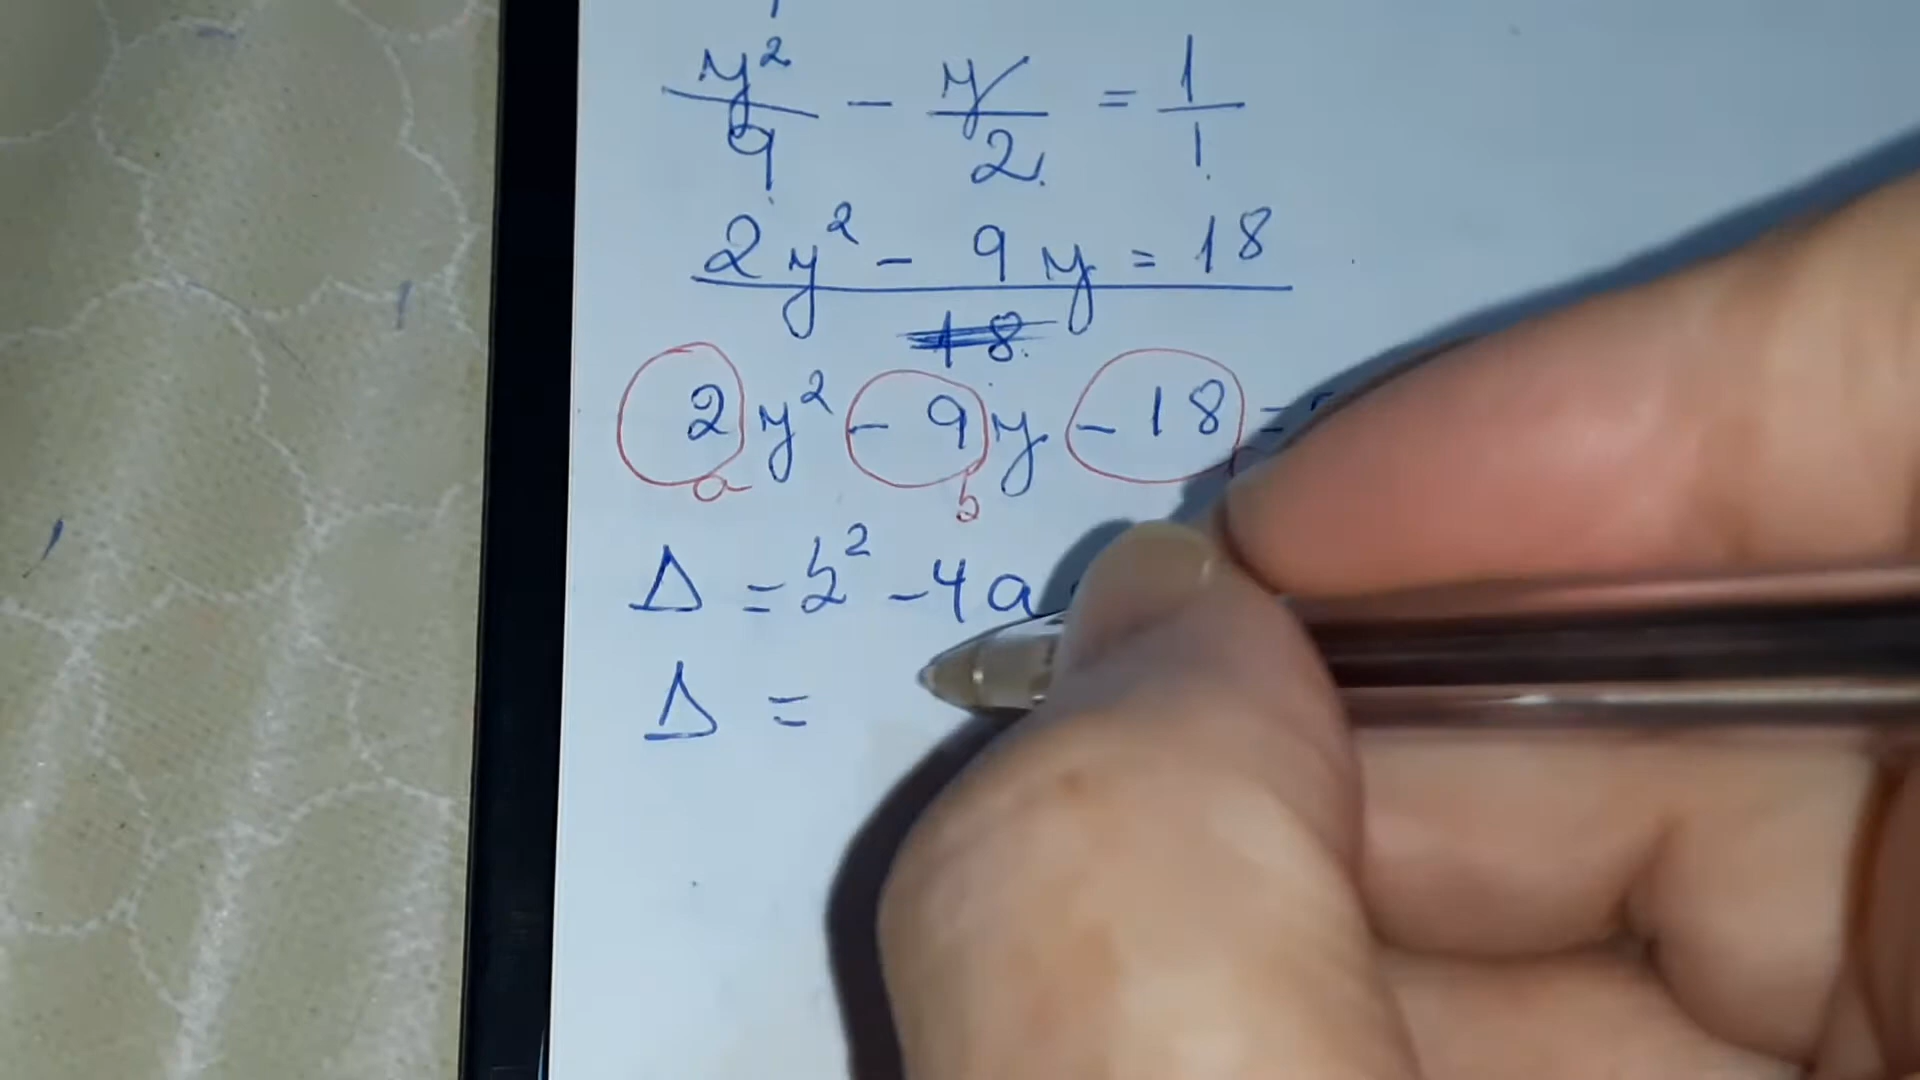 y²/9 - y/2 = 1/1
2y² - 9y = 18
18
2y² - 9y - 18 =
a b
Δ = b² - 4a
Δ =